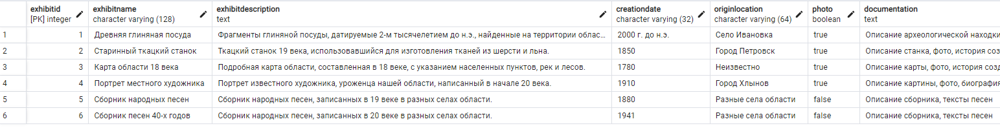 exhibitid exhibitname exhibitdescription creationdate originlocation photo documentation
[PK] integer character varying (128) text character varying (32) character varying (64) boolean text
1 1 Древняя глиняная посуда Фрагменты глиняной посуды, датируемые 2-м тысячелетием до н.э., найденные на территории облас... 2000 г. до н.э. Село Ивановка true Описание археологической находки
2 2 Старинный ткацкий станок Ткацкий станок 19 века, использовавшийся для изготовления тканей из шерсти и льна. 1850 Город Петровск true Описание станка, фото, история соз
3 3 Карта области 18 века Подробная карта области, составленная в 18 веке, с указанием населенных пунктов, рек и лесов. 1780 Неизвестно true Описание карты, фото, история созд
4 4 Портрет местного художника Портрет известного художника, уроженца нашей области, написанный в начале 20 века. 1910 Город Хлынов true Описание картины, фото, биография
5 5 Сборник народных песен Сборник народных песен, записанных в 19 веке в разных селах области. 1880 Разные села области false Описание сборника, тексты песен
6 6 Сборник песен 40-х годов Сборник народных песен, записанных в 20 веке в разных селах области. 1941 Разные села области false Описание сборника, тексты песен